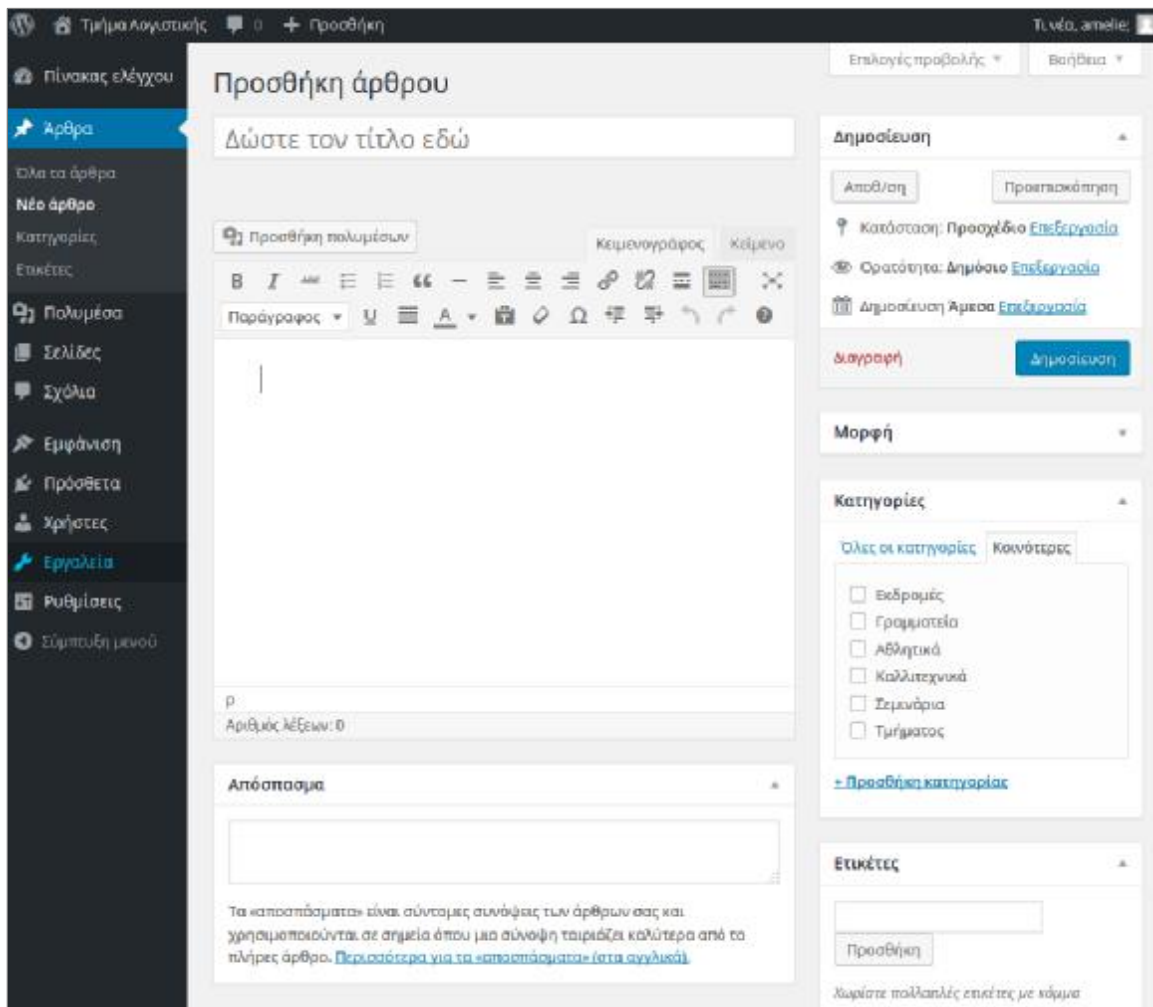 Τμήμα Λογιστικής 0 + Προσθήκη
Τι νέο, amelie;
Πίνακας ελέγχου
Άρθρα
Όλα τα άρθρα
Νέο άρθρο
Κατηγορίες
Ετικέτες
Πολυμέσα
Σελίδες
Σχόλια
Εμφάνιση
Πρόσθετα
Χρήστες
Εργαλεία
Ρυθμίσεις
Σύμπτυξη μενού
Επιλογές προβολής
Βοήθεια
Προσθήκη άρθρου
Δώστε τον τίτλο εδώ
Προσθήκη πολυμέσων
Κειμενογράφος Κείμενο
B I ABC
Παράγραφος U A Ω
p
Αριθμός λέξεων: 0
Απόσπασμα
Τα «αποσπάσματα» είναι σύντομες συνόψεις των άρθρων σας και
χρησιμοποιούνται σε σημεία όπου μια σύνοψη ταιριάζει καλύτερα από το
πλήρες άρθρο. Περισσότερα για τα «αποσπάσματα» (στα αγγλικά).
Δημοσίευση
Αποθ/ση Προεπισκόπηση
Κατάσταση: Προσχέδιο Επεξεργασία
Ορατότητα: Δημόσιο Επεξεργασία
Δημοσίευση Άμεσα Επεξεργασία
Διαγραφή Δημοσίευση
Μορφή
Κατηγορίες
Όλες οι κατηγορίες Κοινότερες
Εκδρομές
Γραμματεία
Αθλητικά
Καλλιτεχνικά
Σεμινάρια
Τμήματος
+ Προσθήκη κατηγορίας
Ετικέτες
Προσθήκη
Χωρίστε πολλαπλές ετικέτες με κόμμα